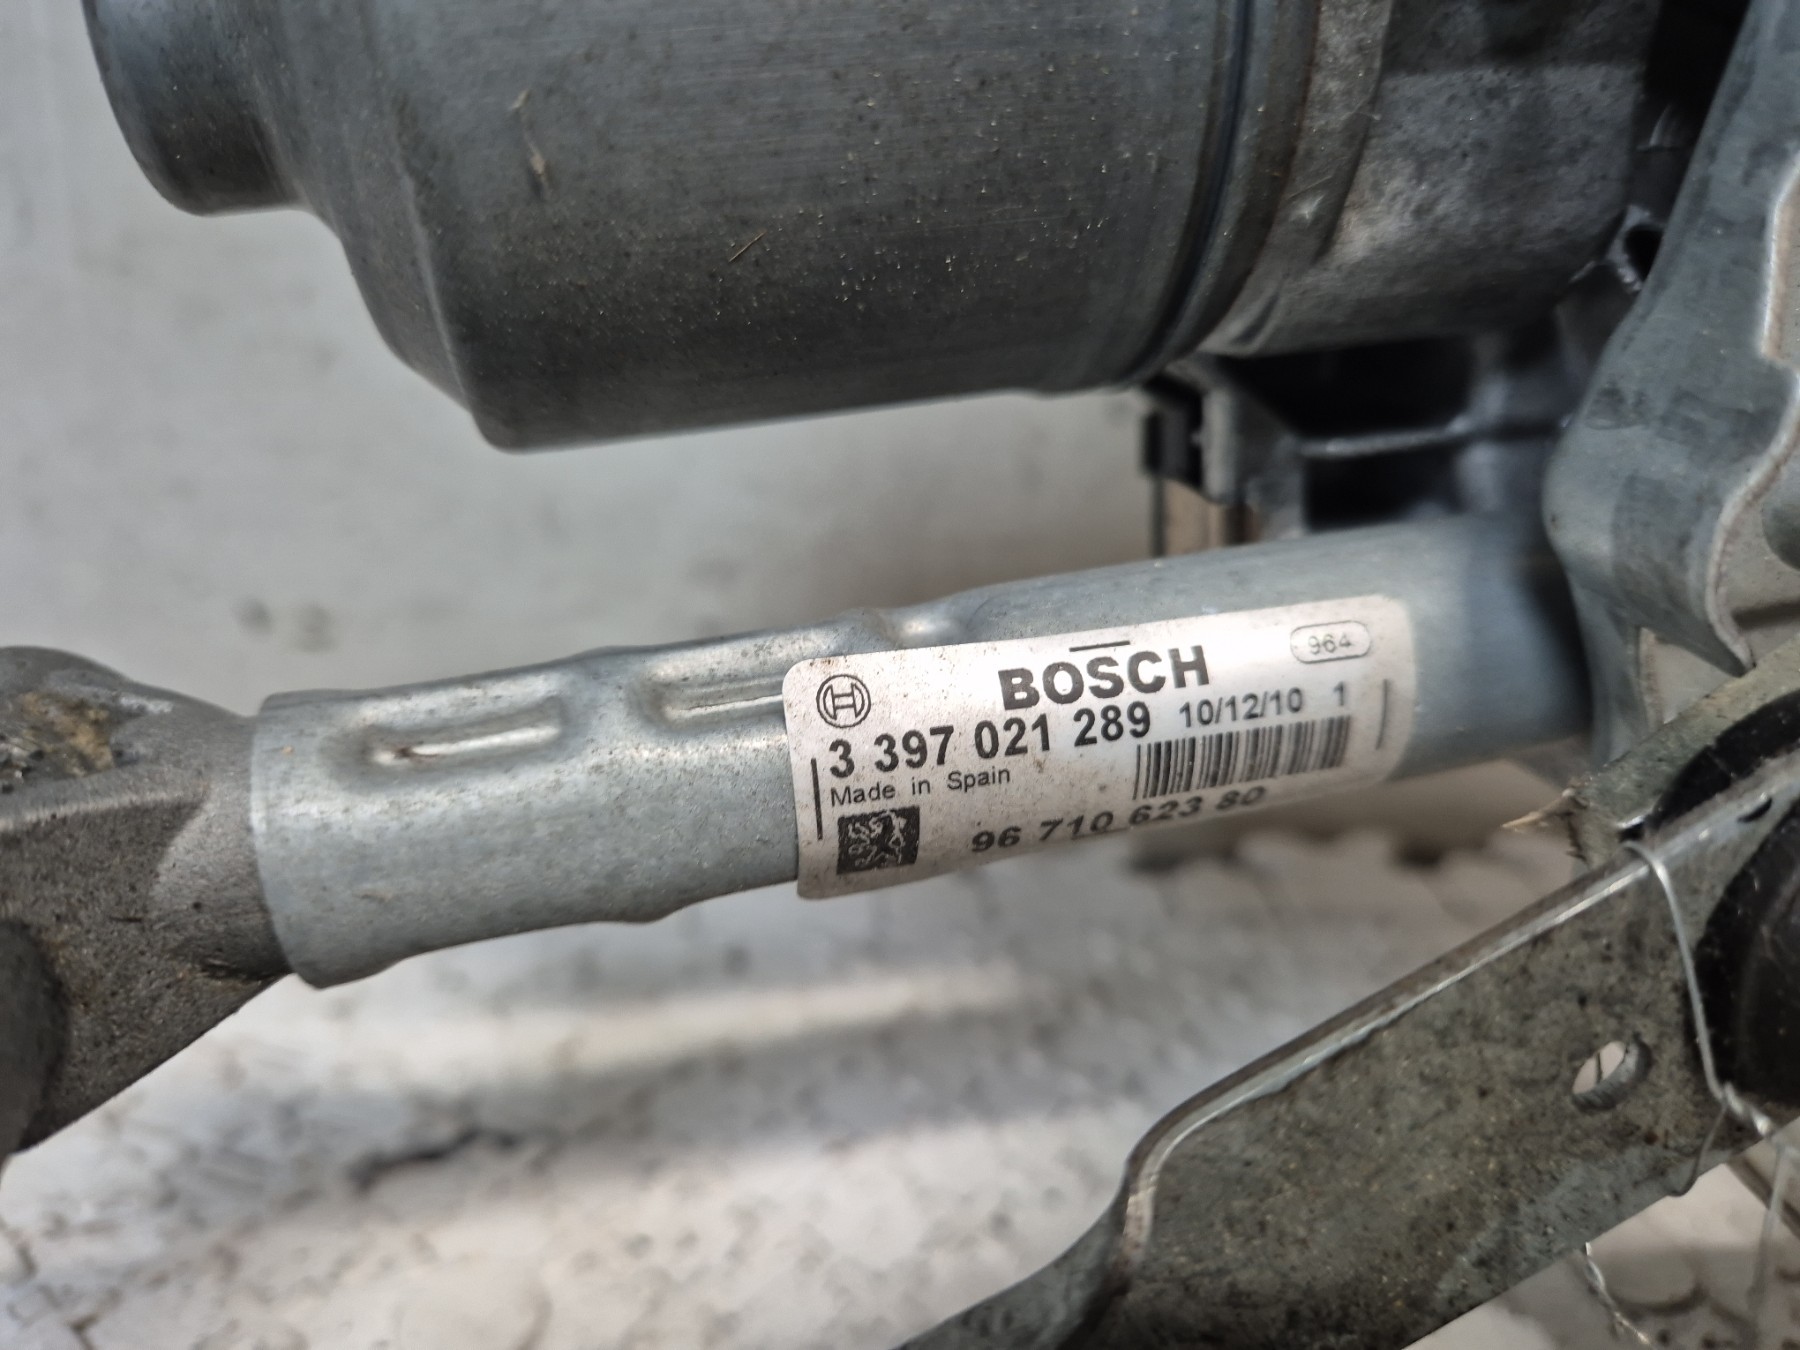 BOSCH 964
3 397 021 289 10/12/10 1
Made in Spain
96 710 623 80